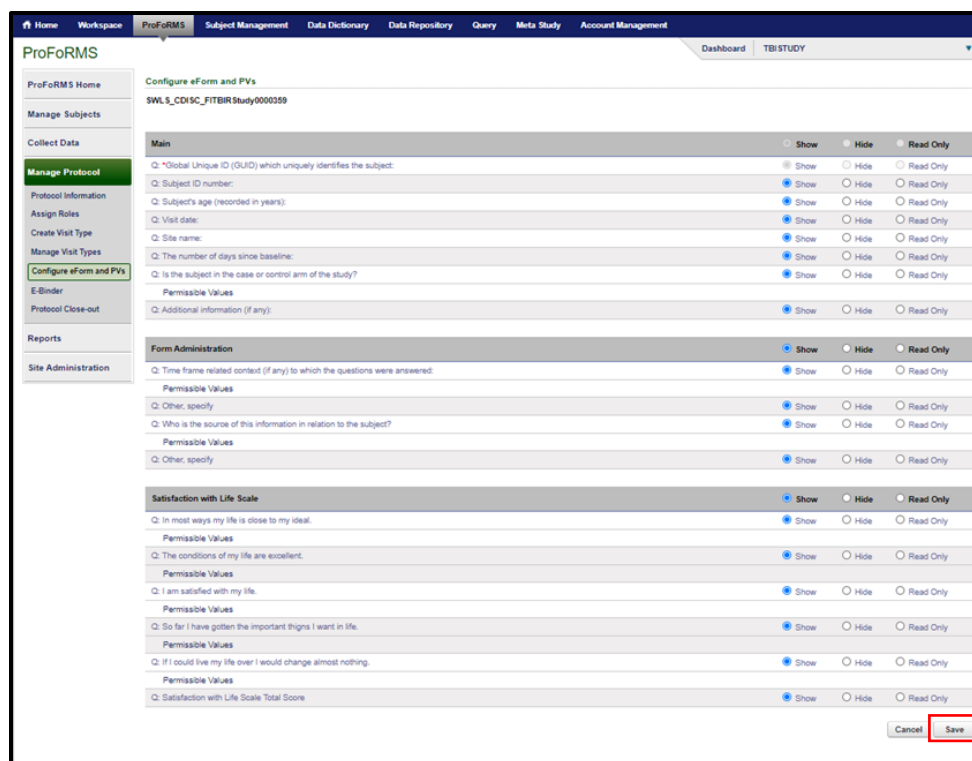 Home Workspace ProFoRMS Subject Management Data Dictionary Data Repository Query Meta Study Account Management
ProFoRMS
Dashboard TBISTUDY
ProFoRMS Home
Manage Subjects
Collect Data
Manage Protocol
Protocol Information
Assign Roles
Create Visit Type
Manage Visit Types
Configure eForm and PVs
E-Binder
Protocol Close-out
Reports
Site Administration
Configure eForm and PVs
SWLS_CDISC_FITBIRStudy0000359
Main Show Hide Read Only
Q: *Global Unique ID (GUID) which uniquely identifies the subject: Show Hide Read Only
Q: Subject ID number: Show Hide Read Only
Q: Subject's age (recorded in years): Show Hide Read Only
Q: Visit date: Show Hide Read Only
Q: Site name: Show Hide Read Only
Q: The number of days since baseline: Show Hide Read Only
Q: Is the subject in the case or control arm of the study? Show Hide Read Only
Permissible Values
Q: Additional information (if any): Show Hide Read Only
Form Administration Show Hide Read Only
Q: Time frame related context (if any) to which the questions were answered: Show Hide Read Only
Permissible Values
Q: Other, specify Show Hide Read Only
Q: Who is the source of this information in relation to the subject? Show Hide Read Only
Permissible Values
Q: Other, specify Show Hide Read Only
Satisfaction with Life Scale Show Hide Read Only
Q: In most ways my life is close to my ideal. Show Hide Read Only
Permissible Values
Q: The conditions of my life are excellent. Show Hide Read Only
Permissible Values
Q: I am satisfied with my life. Show Hide Read Only
Permissible Values
Q: So far I have gotten the important thigns I want in life. Show Hide Read Only
Permissible Values
Q: If I could live my life over I would change almost nothing. Show Hide Read Only
Permissible Values
Q: Satisfaction with Life Scale Total Score Show Hide Read Only
Cancel Save